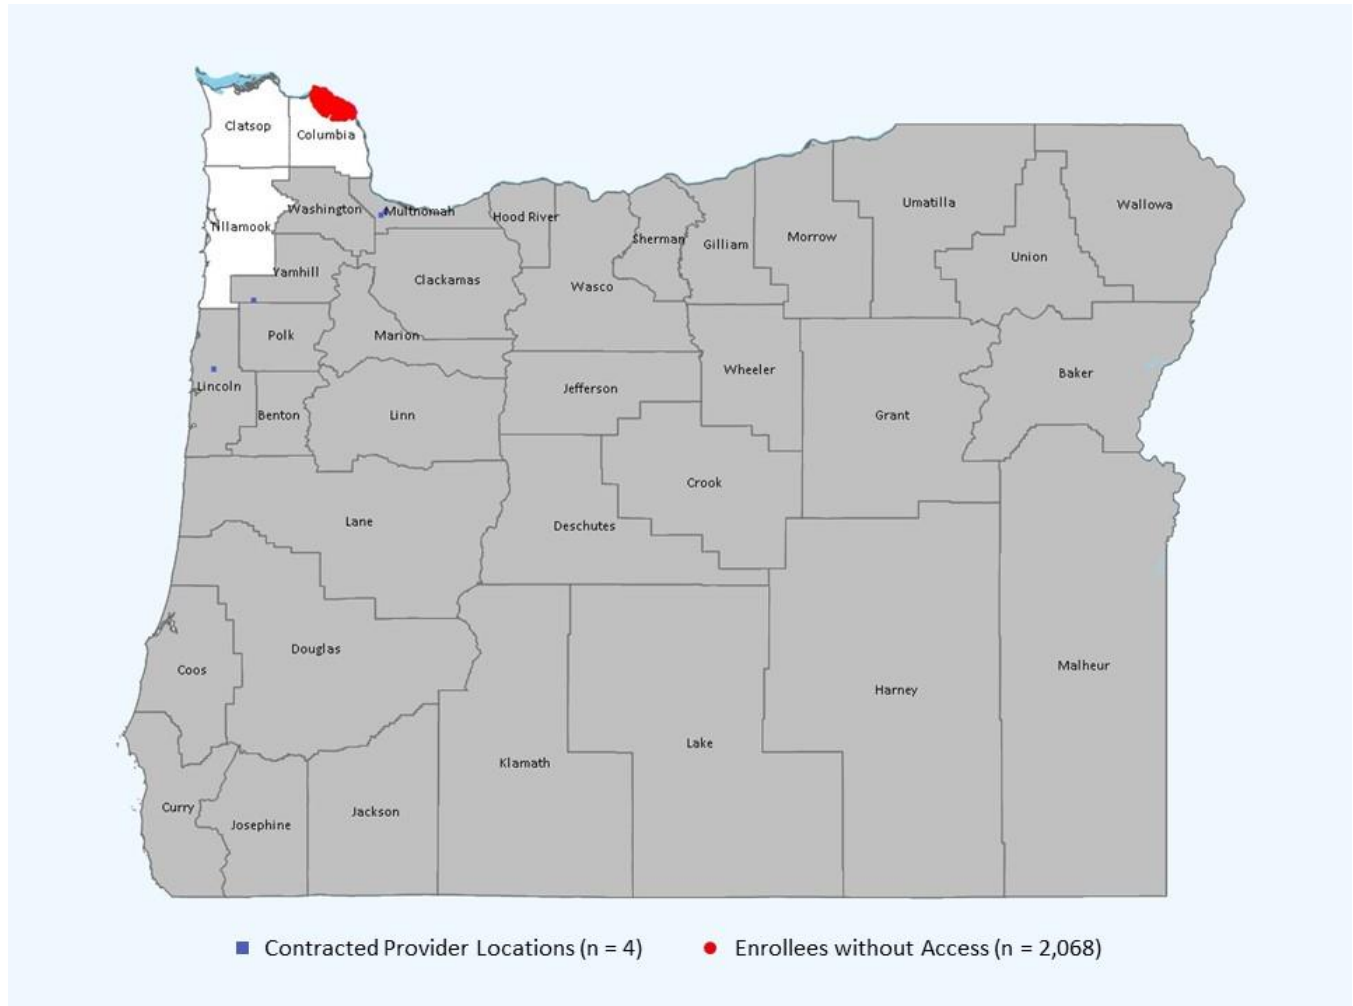 Clatsop
Columbia
Washington
Multnomah
Tillamook
Hood River
Umatilla
Wallowa
Sherman
Gilliam
Morrow
Union
Yamhill
Clackamas
Wasco
Polk
Marion
Wheeler
Baker
Lincoln
Jefferson
Benton
Linn
Grant
Crook
Lane
Deschutes
Douglas
Coos
Malheur
Harney
Lake
Klamath
Curry
Jackson
Josephine
Contracted Provider Locations (n = 4)
Enrollees without Access (n = 2,068)